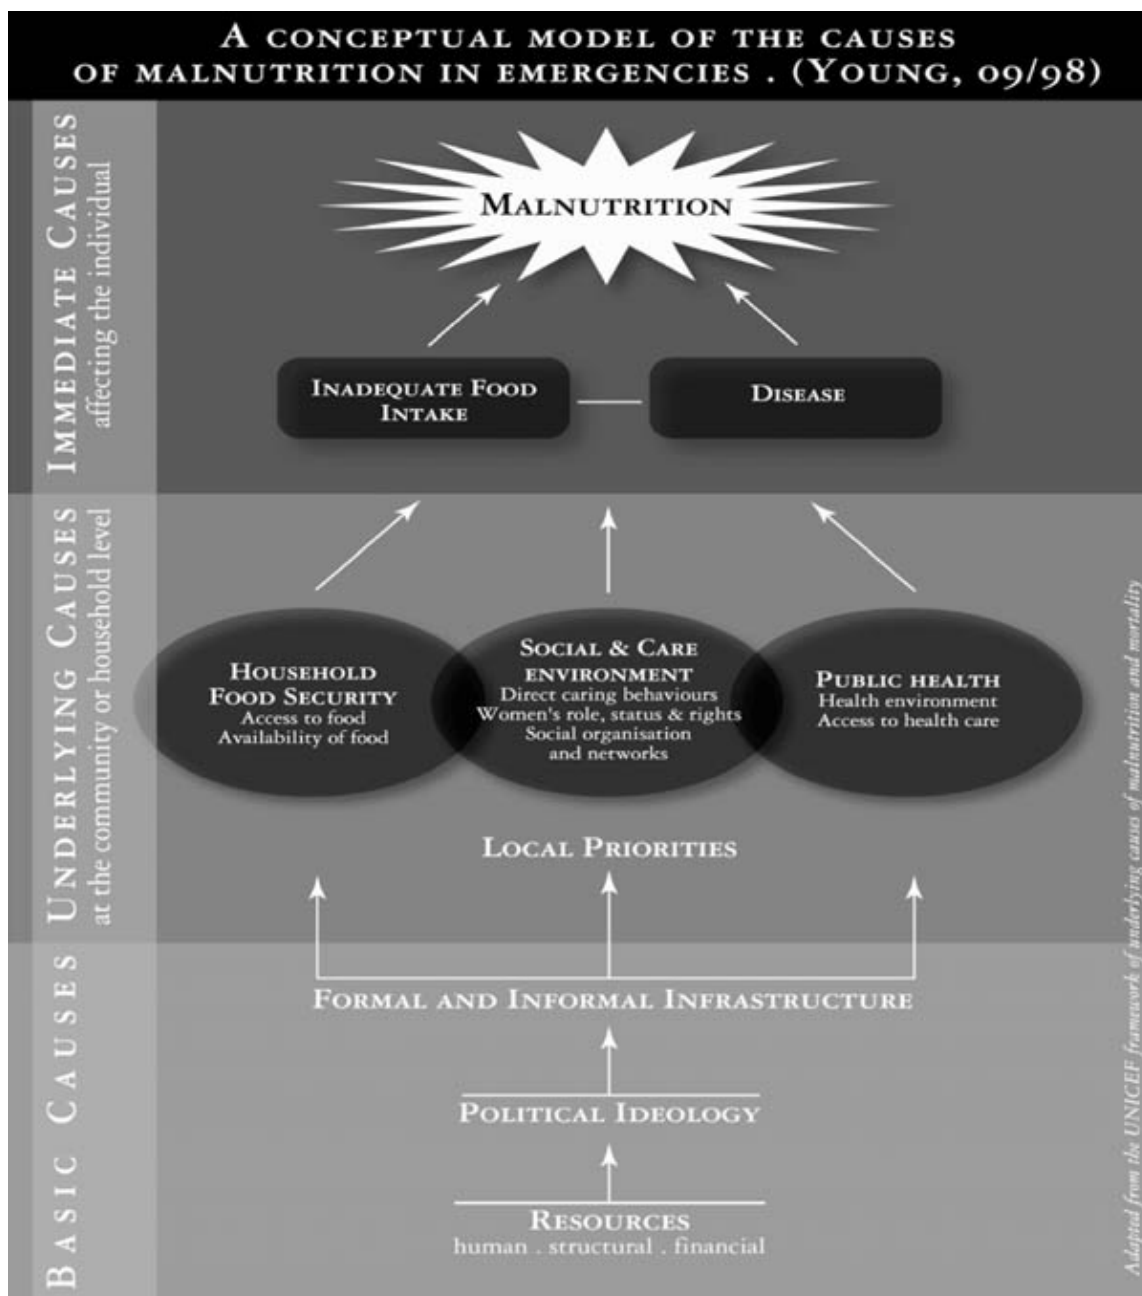 A CONCEPTUAL MODEL OF THE CAUSES
OF MALNUTRITION IN EMERGENCIES . (YOUNG, 09/98)
IMMEDIATE CAUSES
affecting the individual
MALNUTRITION
INADEQUATE FOOD
INTAKE
DISEASE
UNDERLYING CAUSES
at the community or household level
HOUSEHOLD
FOOD SECURITY
Access to food
Availability of food
SOCIAL & CARE
ENVIRONMENT
Direct caring behaviours
Women's role, status & rights
Social organisation
and networks
PUBLIC HEALTH
Health environment
Access to health care
LOCAL PRIORITIES
BASIC CAUSES
FORMAL AND INFORMAL INFRASTRUCTURE
POLITICAL IDEOLOGY
RESOURCES
human . structural . financial
Adapted from the UNICEF framework of underlying causes of malnutrition and mortality